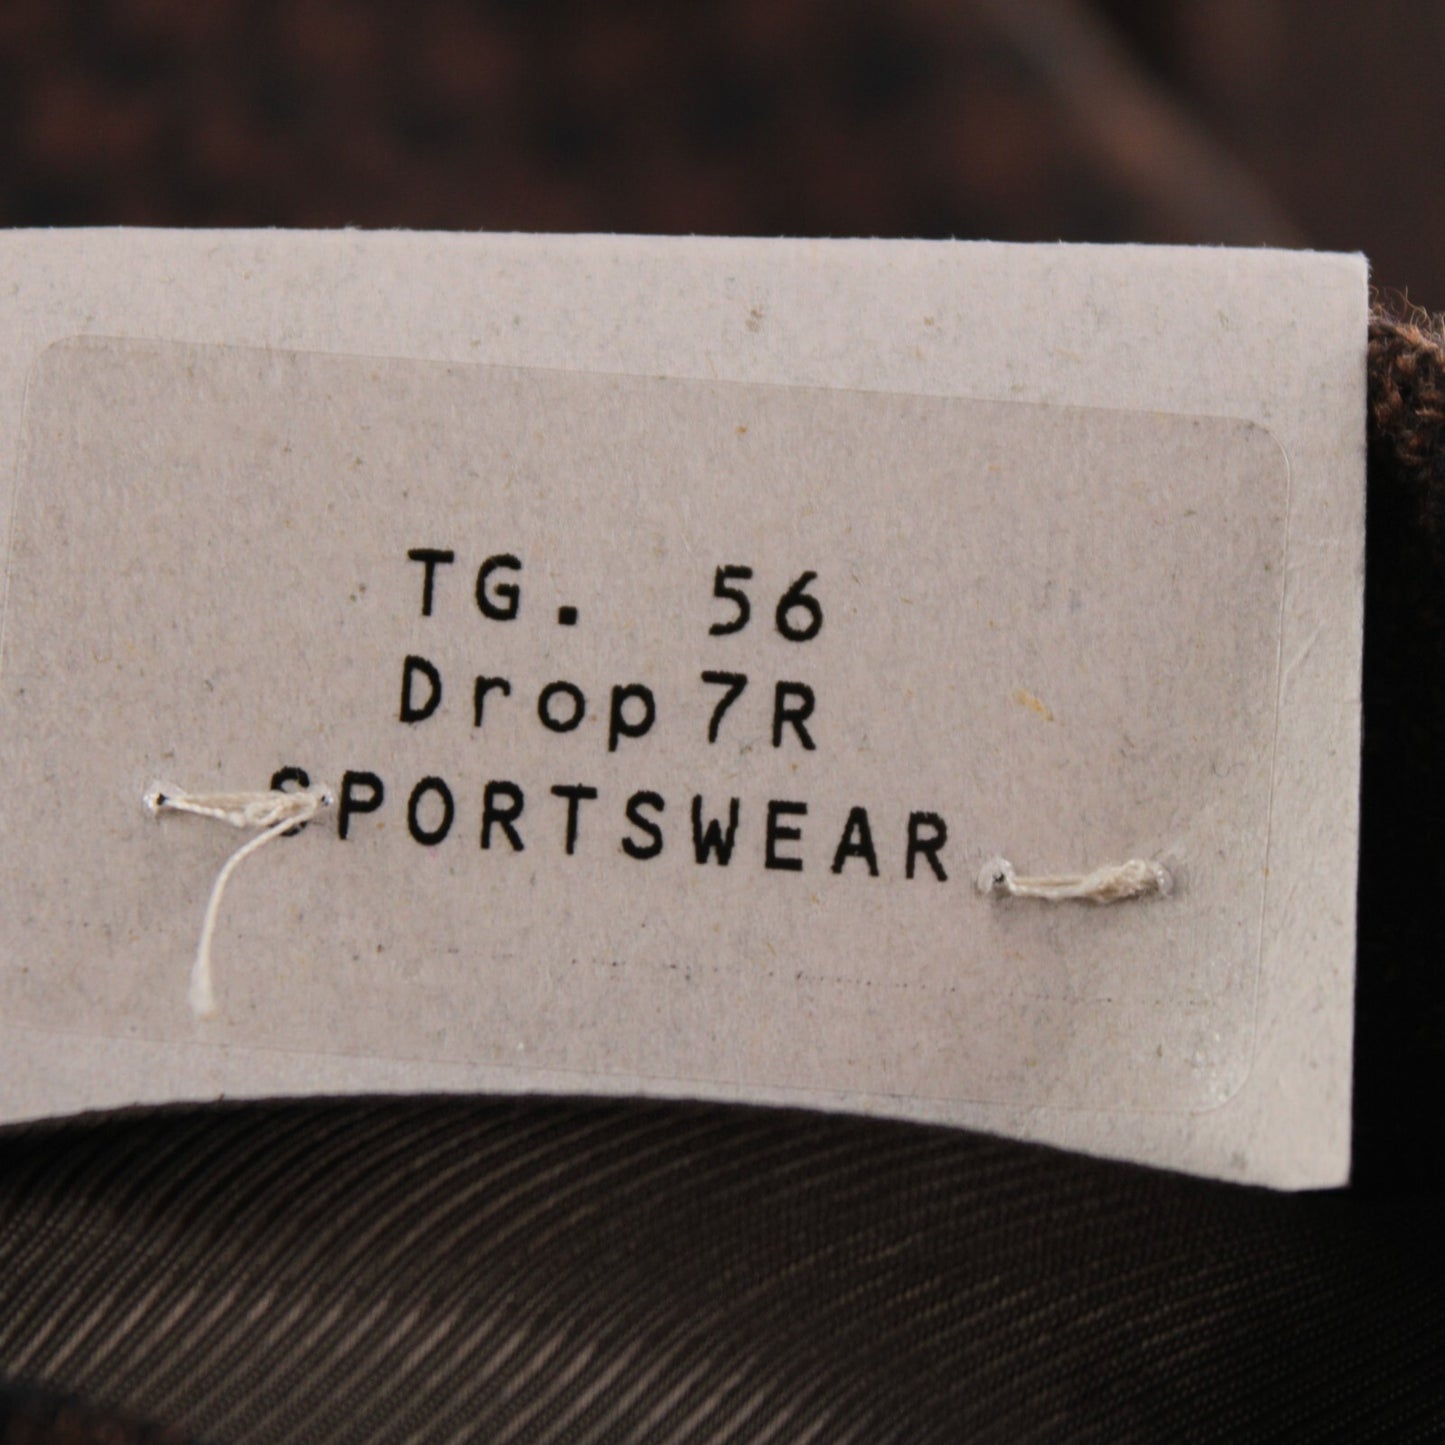 TG. 56
Drop 7R
SPORTSWEAR